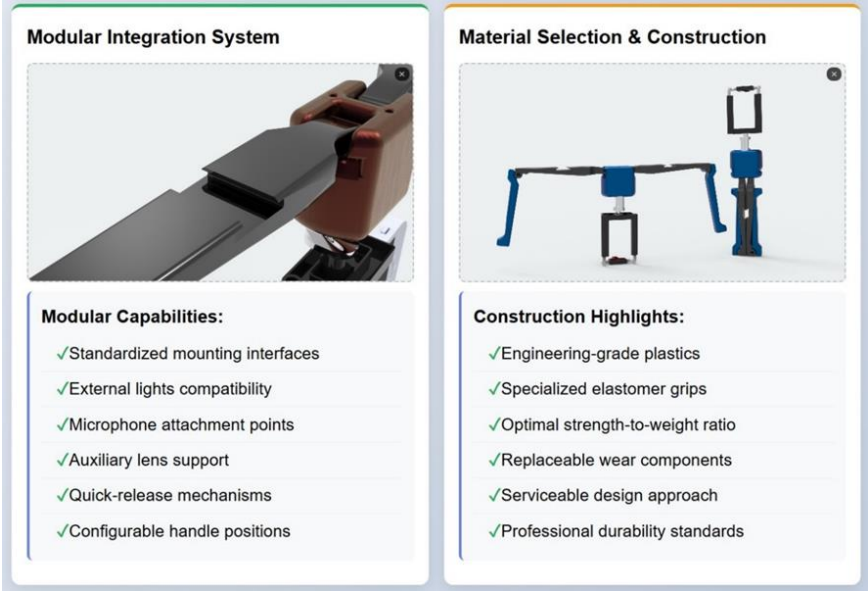 Modular Integration System
Modular Capabilities:
✓Standardized mounting interfaces
✓External lights compatibility
✓Microphone attachment points
✓Auxiliary lens support
✓Quick-release mechanisms
✓Configurable handle positions
Material Selection & Construction
Construction Highlights:
✓Engineering-grade plastics
✓Specialized elastomer grips
✓Optimal strength-to-weight ratio
✓Replaceable wear components
✓Serviceable design approach
✓Professional durability standards